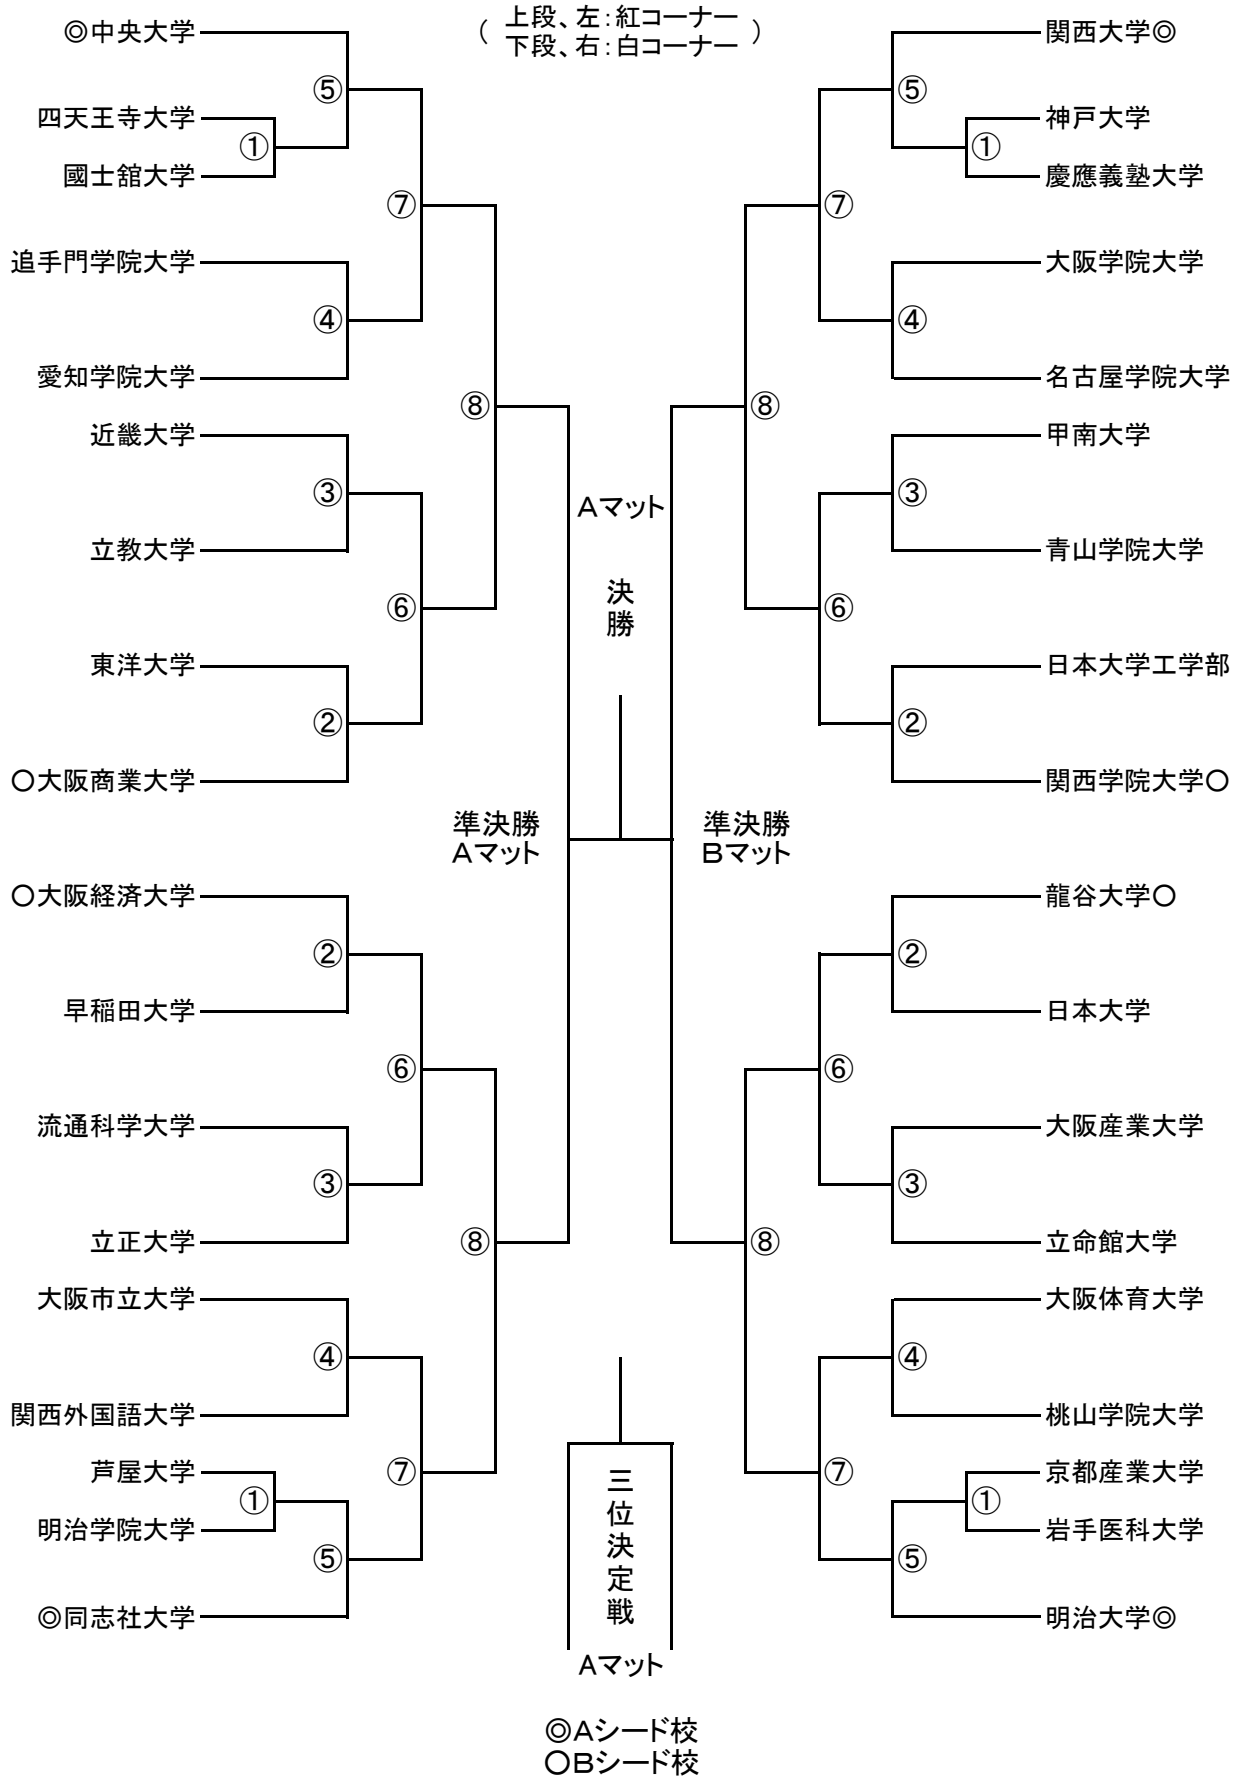 （ 上段、左：紅コーナー
下段、右：白コーナー ）
◎中央大学
⑤
四天王寺大学
①
國士舘大学
⑦
追手門学院大学
④
愛知学院大学
⑧
近畿大学
③
立教大学
⑥
東洋大学
②
〇大阪商業大学
準決勝
Aマット
〇大阪経済大学
②
早稲田大学
⑥
流通科学大学
③
立正大学
⑧
大阪市立大学
④
関西外国語大学
⑦
芦屋大学
①
明治学院大学
⑤
◎同志社大学
Aマット
決勝
三位決定戦
Aマット
関西大学◎
⑤
神戸大学
①
慶應義塾大学
⑦
大阪学院大学
④
名古屋学院大学
⑧
甲南大学
③
青山学院大学
⑥
日本大学工学部
②
関西学院大学〇
準決勝
Bマット
龍谷大学〇
②
日本大学
⑥
大阪産業大学
③
立命館大学
⑧
大阪体育大学
④
桃山学院大学
⑦
京都産業大学
①
岩手医科大学
⑤
明治大学◎
◎Aシード校
〇Bシード校